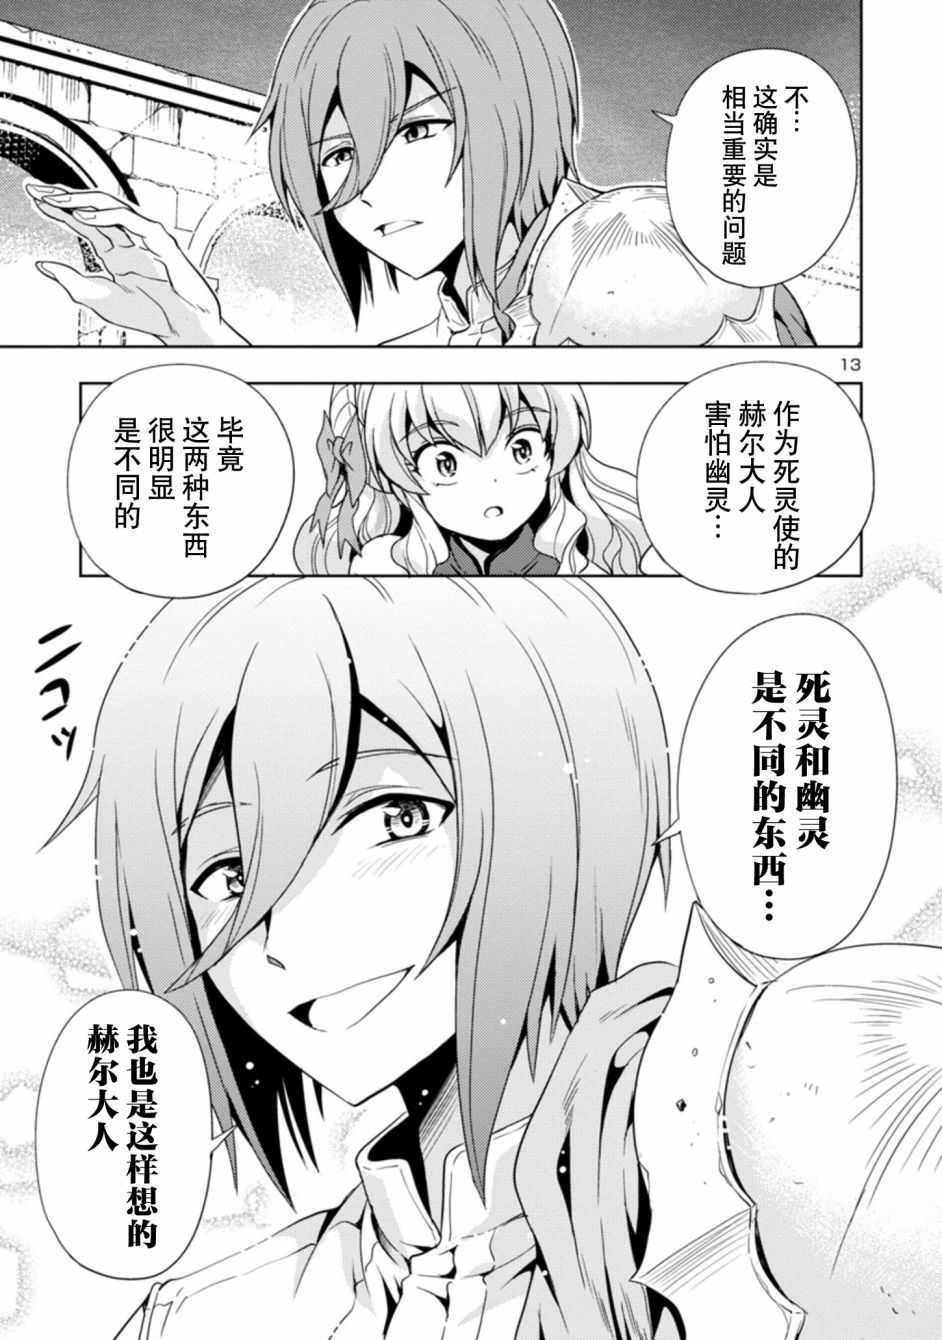 不…
这确实是
相当重要的问题
13
作为死灵使的
赫尔大人
害怕幽灵…
毕竟
这两种东西
很明显
是不同的
ニコッ
死灵和幽灵
是不同的东西…
我也是这样想的
赫尔大人